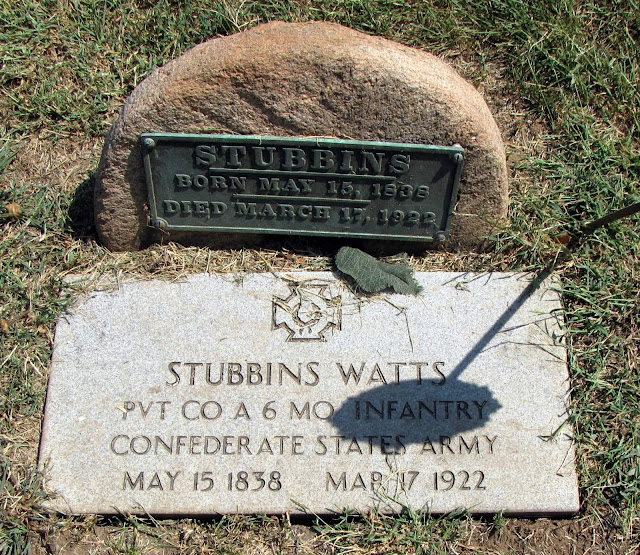 STUBBINS
BORN MAY 15, 1838
DIED MARCH 17, 1922
STUBBINS WATTS
PVT CO A 6 MO INFANTRY
CONFEDERATE STATES ARMY
MAY 15 1838 MAR 17 1922